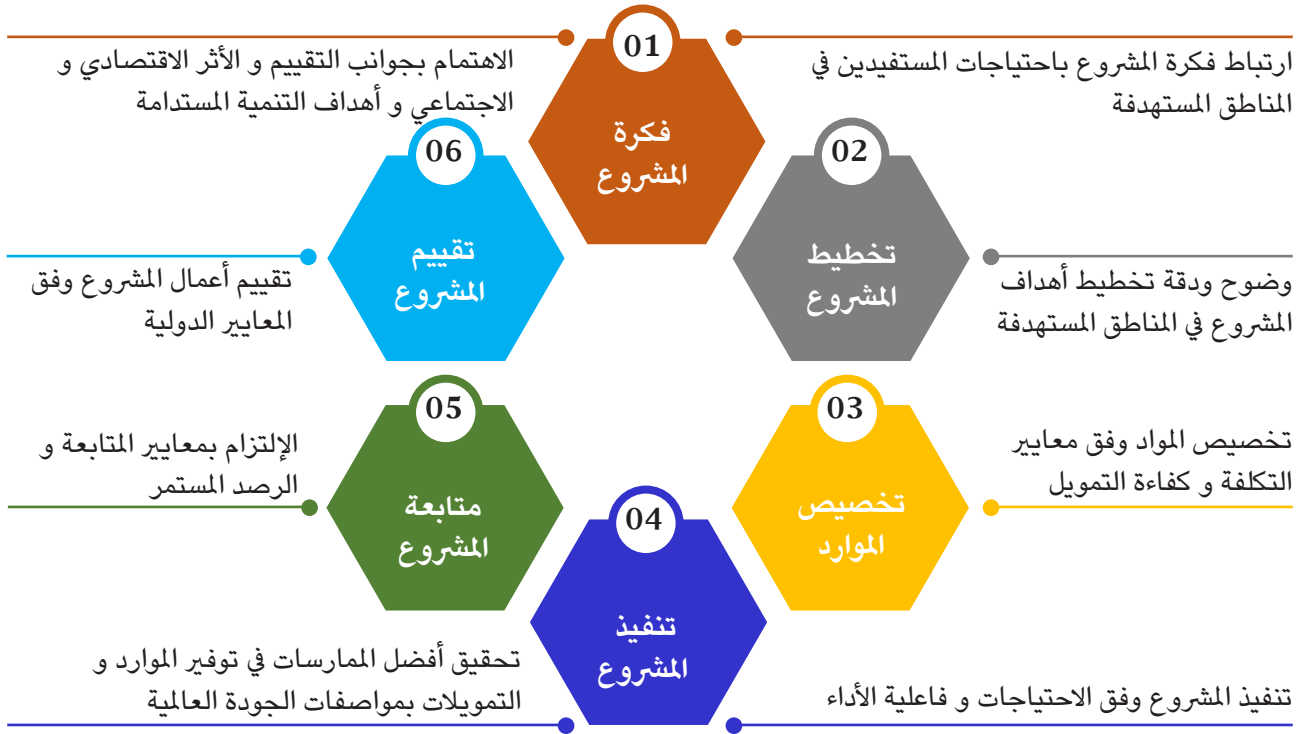 01
فكرة
المشروع
ارتباط فكرة المشروع باحتياجات المستفيدين في
المناطق المستهدفة
الاهتمام بجوانب التقييم و الأثر الاقتصادي و
الاجتماعي و أهداف التنمية المستدامة
02
تخطيط
المشروع
وضوح ودقة تخطيط أهداف
المشروع في المناطق المستهدفة
03
تخصيص
الموارد
تخصيص المواد وفق معايير
التكلفة و كفاءة التمويل
04
تنفيذ
المشروع
تنفيذ المشروع وفق الاحتياجات و فاعلية الأداء
تحقيق أفضل الممارسات في توفير الموارد و
التمويلات بمواصفات الجودة العالمية
05
متابعة
المشروع
الإلتزام بمعايير المتابعة و
الرصد المستمر
06
تقييم
المشروع
تقييم أعمال المشروع وفق
المعايير الدولية